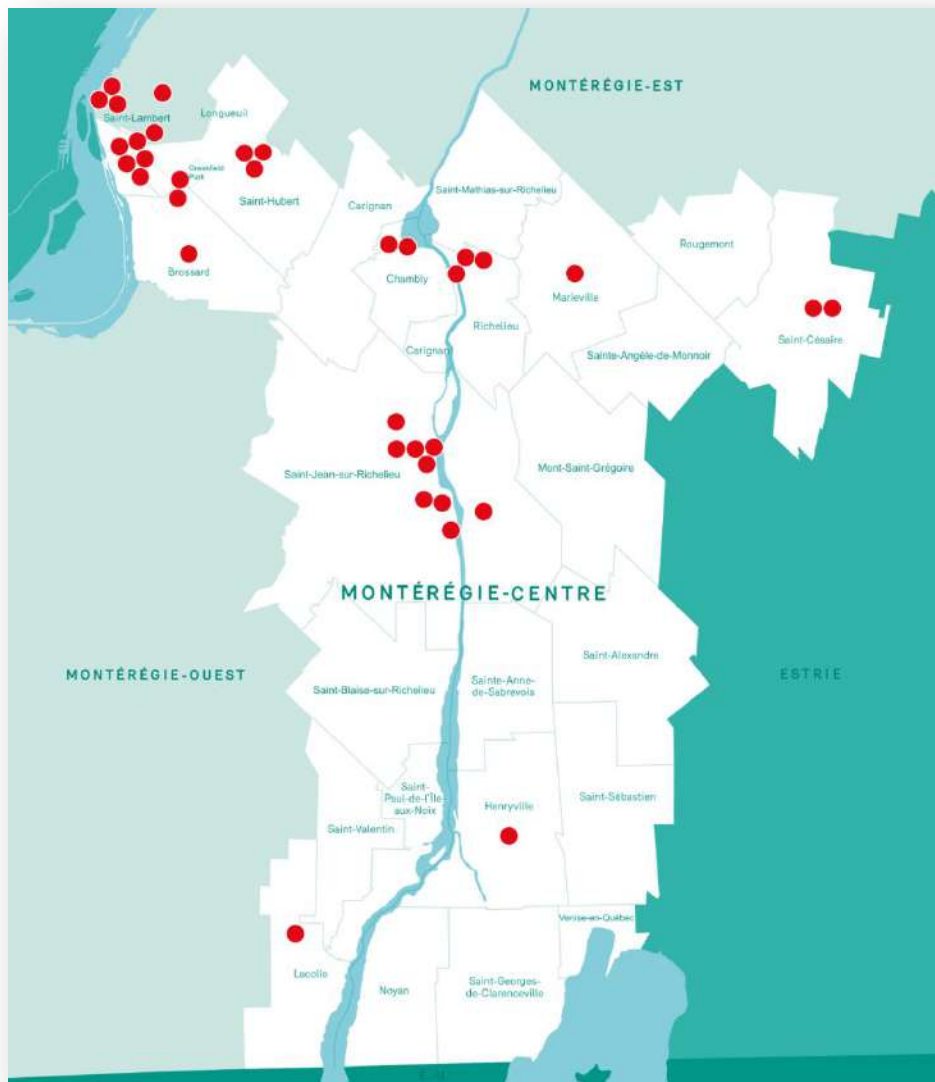 MONTÉRÉGIE-EST
Longueuil
Saint-Lambert
Greenfield
Park
Saint-Hubert
Carignan
Saint-Mathias-sur-Richelieu
Rougemont
Brossard
Chambly
Marieville
Richelieu
Saint-Césaire
Carignan
Sainte-Angèle-de-Monnoir
Saint-Jean-sur-Richelieu
Mont-Saint-Grégoire
MONTÉRÉGIE-CENTRE
MONTÉRÉGIE-OUEST
Saint-Alexandre
ESTRIE
Saint-Blaise-sur-Richelieu
Sainte-Anne-
de-Sabrevois
Saint-
Paul-de-l'Île-
aux-Noix
Henryville
Saint-Sébastien
Saint-Valentin
Venise-en-Québec
Lacolle
Noyan
Saint-Georges-
de-Clarenceville